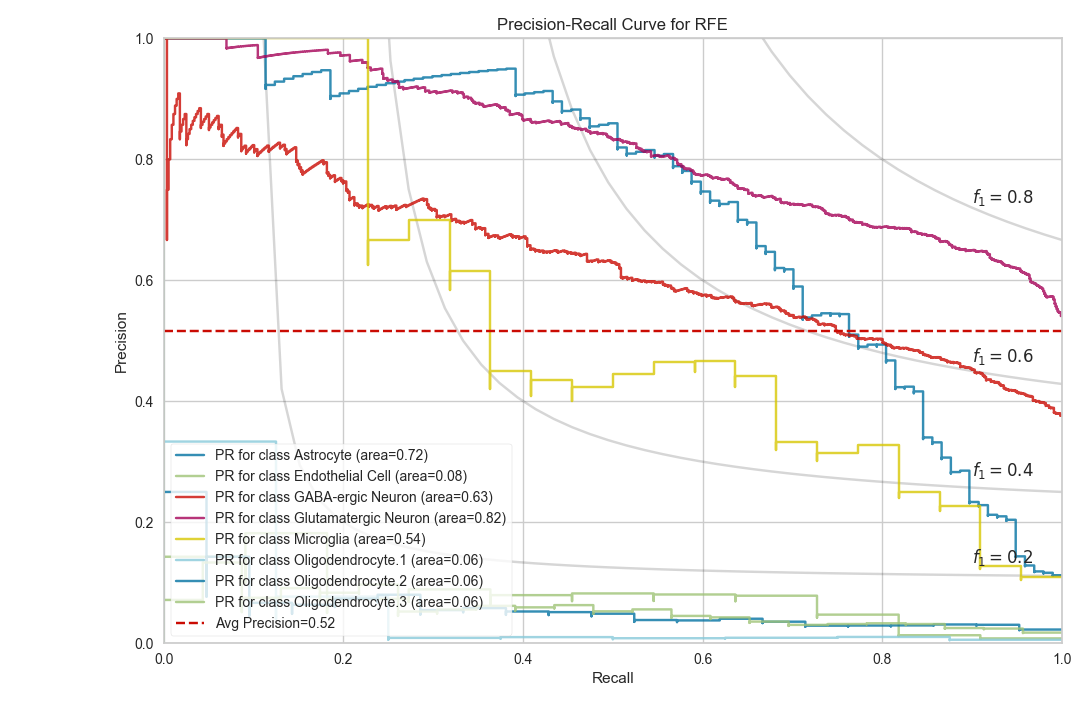 Precision-Recall Curve for RFE
1.0
0.8
0.6
0.4
0.2
0.0
Precision
f1 = 0.8
f1 = 0.6
f1 = 0.4
f1 = 0.2
PR for class Astrocyte (area=0.72)
PR for class Endothelial Cell (area=0.08)
PR for class GABA-ergic Neuron (area=0.63)
PR for class Glutamatergic Neuron (area=0.82)
PR for class Microglia (area=0.54)
PR for class Oligodendrocyte.1 (area=0.06)
PR for class Oligodendrocyte.2 (area=0.06)
PR for class Oligodendrocyte.3 (area=0.06)
Avg Precision=0.52
0.0 0.2 0.4 0.6 0.8 1.0
Recall